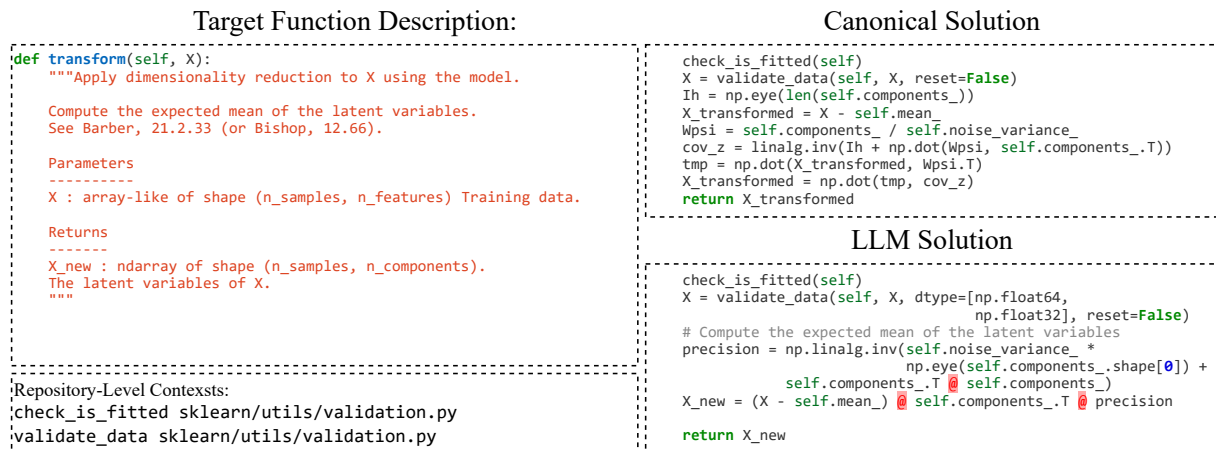 Target Function Description:
def transform(self, X):
"""Apply dimensionality reduction to X using the model.
Compute the expected mean of the latent variables.
See Barber, 21.2.33 (or Bishop, 12.66).
Parameters
----------
X : array-like of shape (n_samples, n_features) Training data.
Returns
-------
X_new : ndarray of shape (n_samples, n_components).
The latent variables of X.
"""
Repository-Level Contexsts:
check_is_fitted sklearn/utils/validation.py
validate_data sklearn/utils/validation.py
Canonical Solution
check_is_fitted(self)
X = validate_data(self, X, reset=False)
Ih = np.eye(len(self.components_))
X_transformed = X - self.mean_
Wpsi = self.components_ / self.noise_variance_
cov_z = linalg.inv(Ih + np.dot(Wpsi, self.components_.T))
tmp = np.dot(X_transformed, Wpsi.T)
X_transformed = np.dot(tmp, cov_z)
return X_transformed
LLM Solution
check_is_fitted(self)
X = validate_data(self, X, dtype=[np.float64,
np.float32], reset=False)
# Compute the expected mean of the latent variables
precision = np.linalg.inv(self.noise_variance_ *
np.eye(self.components_.shape[0]) +
self.components_.T @ self.components_)
X_new = (X - self.mean_) @ self.components_.T @ precision
return X_new